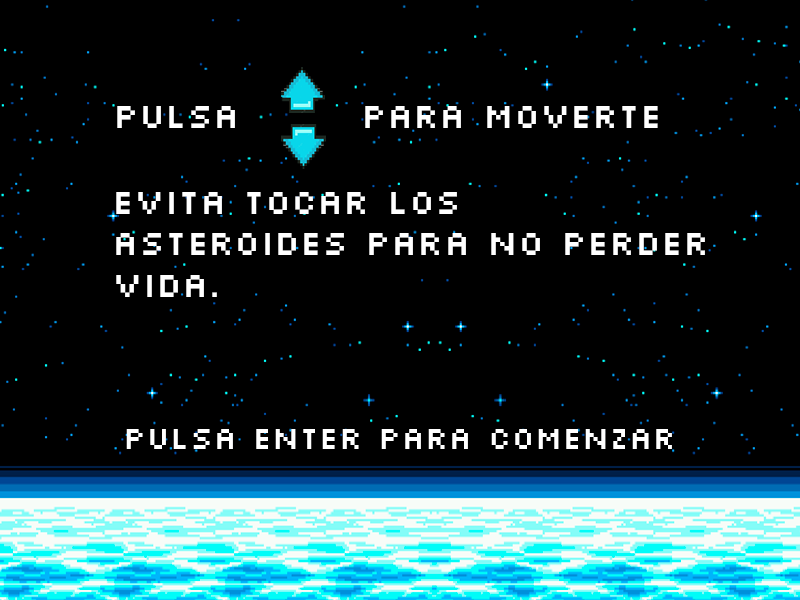 PULSA PARA MOVERTE
EVITA TOCAR LOS
ASTEROIDES PARA NO PERDER
VIDA.
PULSA ENTER PARA COMENZAR